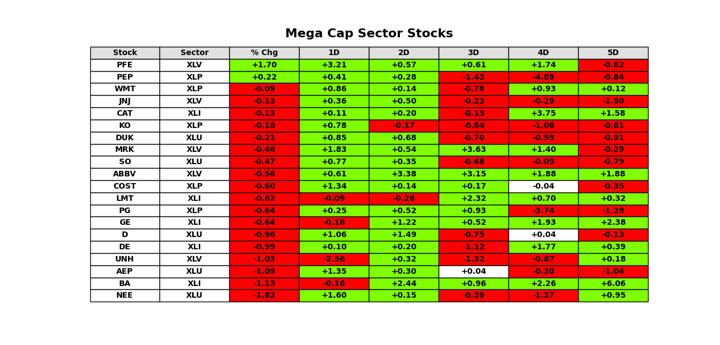 Mega Cap Sector Stocks
Stock Sector % Chg 1D 2D 3D 4D 5D
PFE XLV +1.70 +3.21 +0.57 +0.61 +1.74 -0.62
PEP XLP +0.22 +0.41 +0.28 -1.43 -4.89 -0.84
WMT XLP -0.09 +0.86 +0.14 -0.78 +0.93 +0.12
JNJ XLV -0.13 +0.36 +0.50 -0.23 -0.29 -1.50
CAT XLI -0.13 +0.11 +0.20 -0.13 +3.75 +1.58
KO XLP -0.16 +0.78 -0.17 -0.84 -1.06 -0.81
DUK XLU -0.21 +0.85 +0.68 -0.70 -0.59 -0.91
MRK XLV -0.46 +1.83 +0.54 +3.63 +1.40 -0.29
SO XLU -0.47 +0.77 +0.35 -0.66 -0.09 -0.79
ABBV XLV -0.56 +0.61 +3.38 +3.15 +1.88 +1.88
COST XLP -0.60 +1.34 +0.14 +0.17 -0.04 -0.35
LMT XLI -0.62 -0.09 -0.28 +2.32 +0.70 +0.32
PG XLP -0.64 +0.25 +0.52 +0.93 -3.74 -1.28
GE XLI -0.64 -0.16 +1.22 +0.52 +1.93 +2.38
D XLU -0.96 +1.06 +1.49 -0.75 +0.04 -0.13
DE XLI -0.99 +0.10 +0.20 -1.12 +1.77 +0.39
UNH XLV -1.03 -2.56 +0.32 -1.32 -0.87 +0.18
AEP XLU -1.09 +1.35 +0.30 +0.04 -0.30 -1.04
BA XLI -1.13 -0.16 +2.44 +0.96 +2.26 +6.06
NEE XLU -1.82 +1.60 +0.15 -0.39 -1.37 +0.95